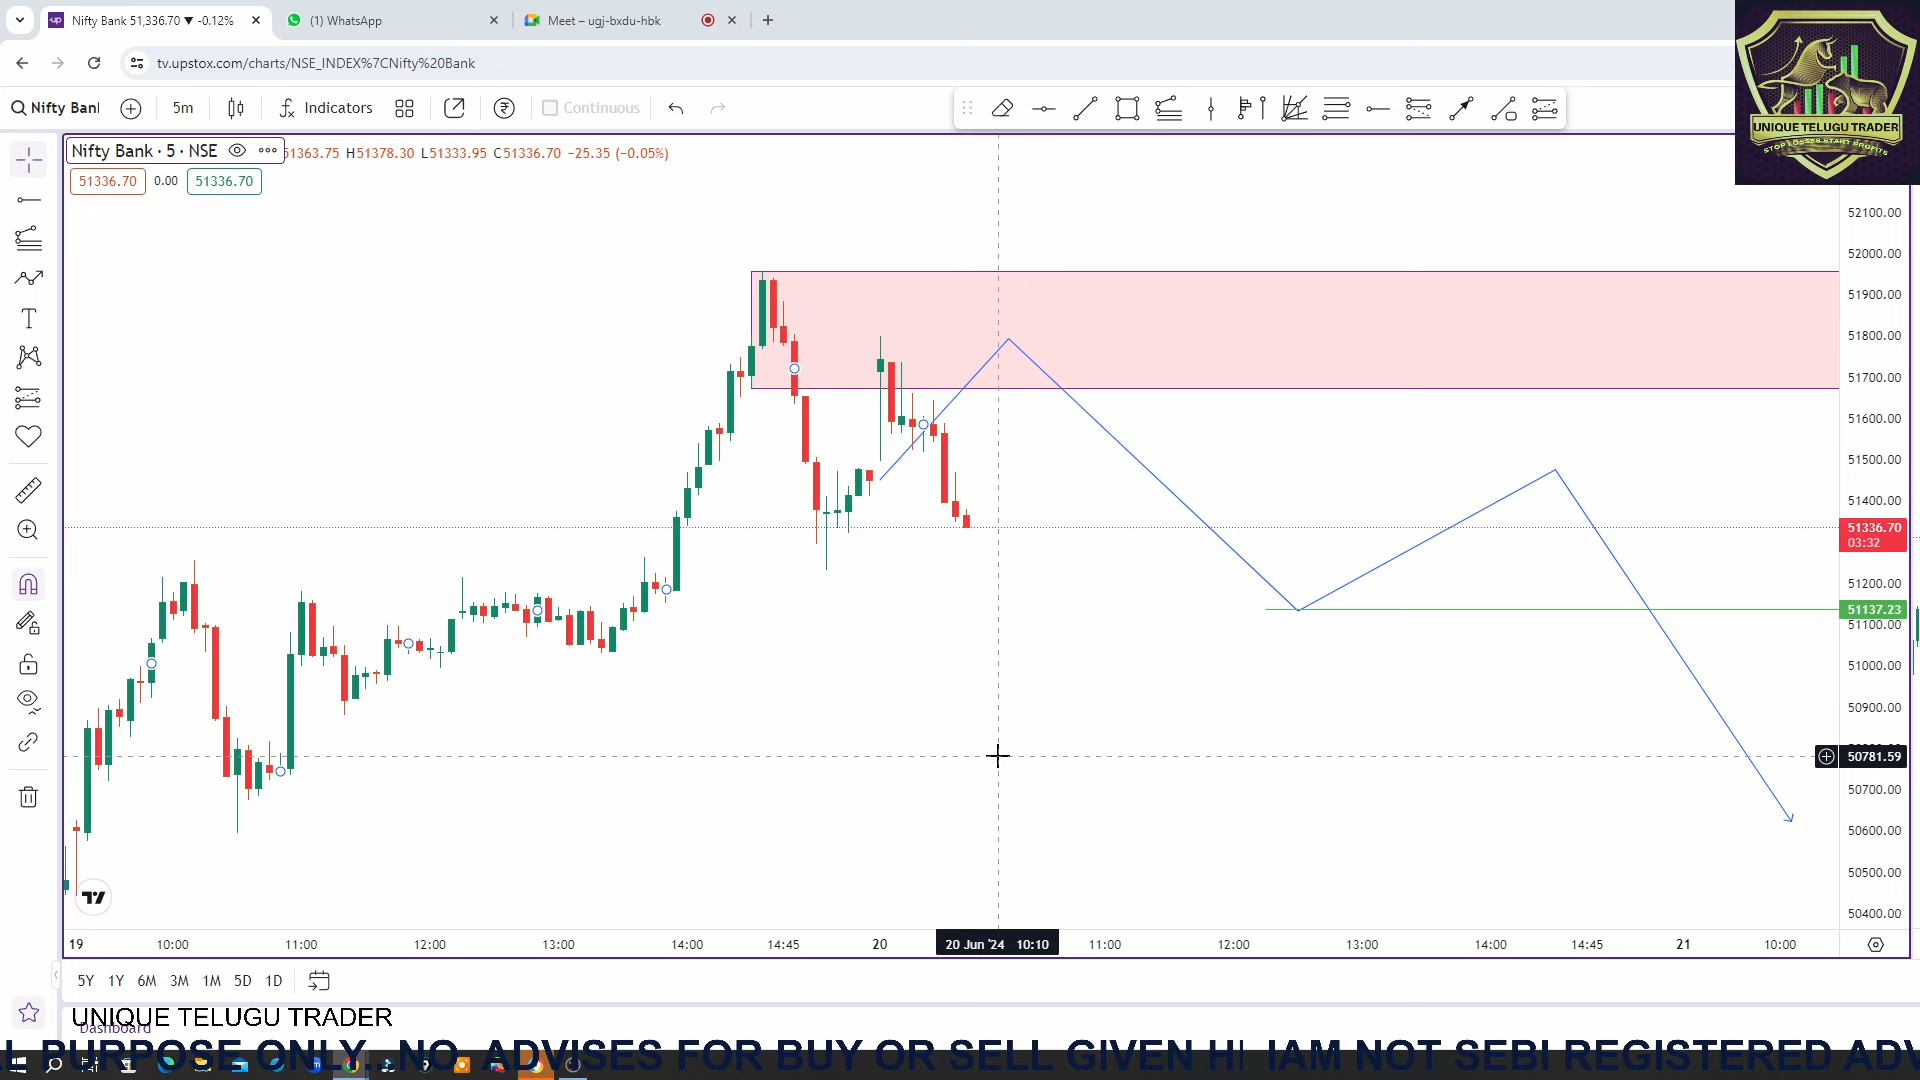 Nifty Bank 51,336.70 ▼ -0.12%
(1) WhatsApp
Meet – ugj-bxdu-hbk
tv.upstox.com/charts/NSE_INDEX%7CNifty%20Bank
Nifty Banl
5m
Indicators
Continuous
UNIQUE TELUGU TRADER
STOP LOSSES START PROFITS
Nifty Bank · 5 · NSE
51363.75 H51378.30 L51333.95 C51336.70 −25.35 (−0.05%)
51336.70 0.00 51336.70
52100.00
52000.00
51900.00
51800.00
51700.00
51600.00
51500.00
51400.00
51336.70
03:32
51200.00
51137.23
51100.00
51000.00
50900.00
50781.59
50700.00
50600.00
50500.00
50400.00
19 10:00 11:00 12:00 13:00 14:00 14:45 20 20 Jun '24 10:10 11:00 12:00 13:00 14:00 14:45 21 10:00
5Y 1Y 6M 3M 1M 5D 1D
UNIQUE TELUGU TRADER
Dashboard
PURPOSE ONLY. NO ADVISES FOR BUY OR SELL GIVEN IAM NOT SEBI REGISTERED